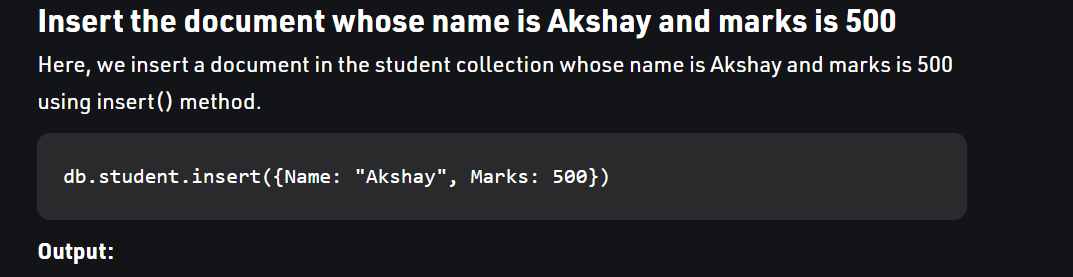 Insert the document whose name is Akshay and marks is 500
Here, we insert a document in the student collection whose name is Akshay and marks is 500
using insert() method.
db.student.insert({Name: "Akshay", Marks: 500})
Output: